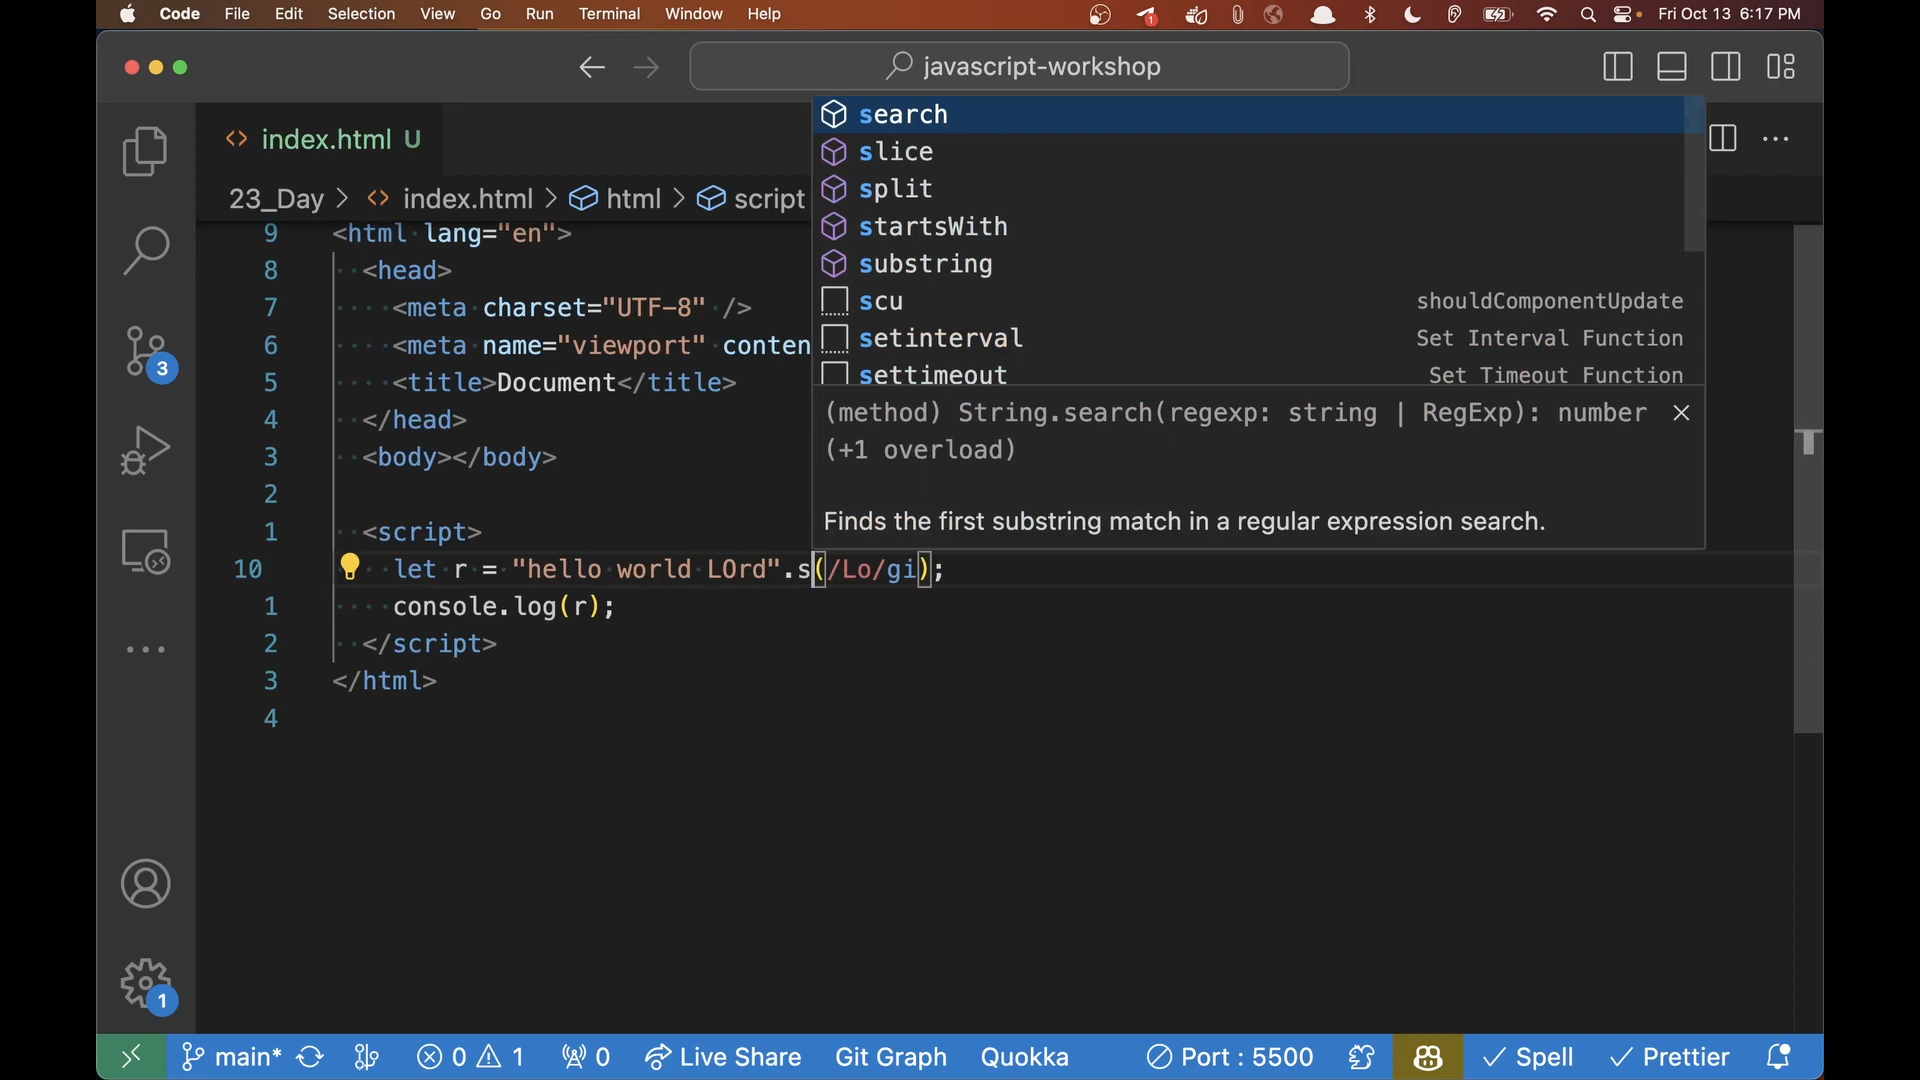 Code File Edit Selection View Go Run Terminal Window Help 1 Fri Oct 13 6:17 PM
javascript-workshop
index.html U
23_Day > index.html > html > script
9 <html lang="en">
8 <head>
7 <meta charset="UTF-8" />
6 <meta name="viewport" conten
5 <title>Document</title>
4 </head>
3 <body></body>
2
1 <script>
10 let r = "hello world LOrd".s(/Lo/gi);
1 console.log(r);
2 </script>
3 </html>
4
search
slice
split
startsWith
substring
scu shouldComponentUpdate
setinterval Set Interval Function
settimeout Set Timeout Function
(method) String.search(regexp: string | RegExp): number
(+1 overload)
Finds the first substring match in a regular expression search.
3
1
main* 0 1 0 Live Share Git Graph Quokka Port : 5500 Spell Prettier